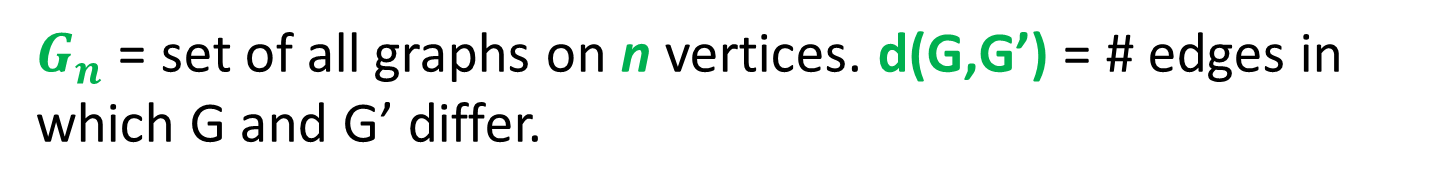 Gₙ = set of all graphs on n vertices. d(G,G’) = # edges in
which G and G’ differ.